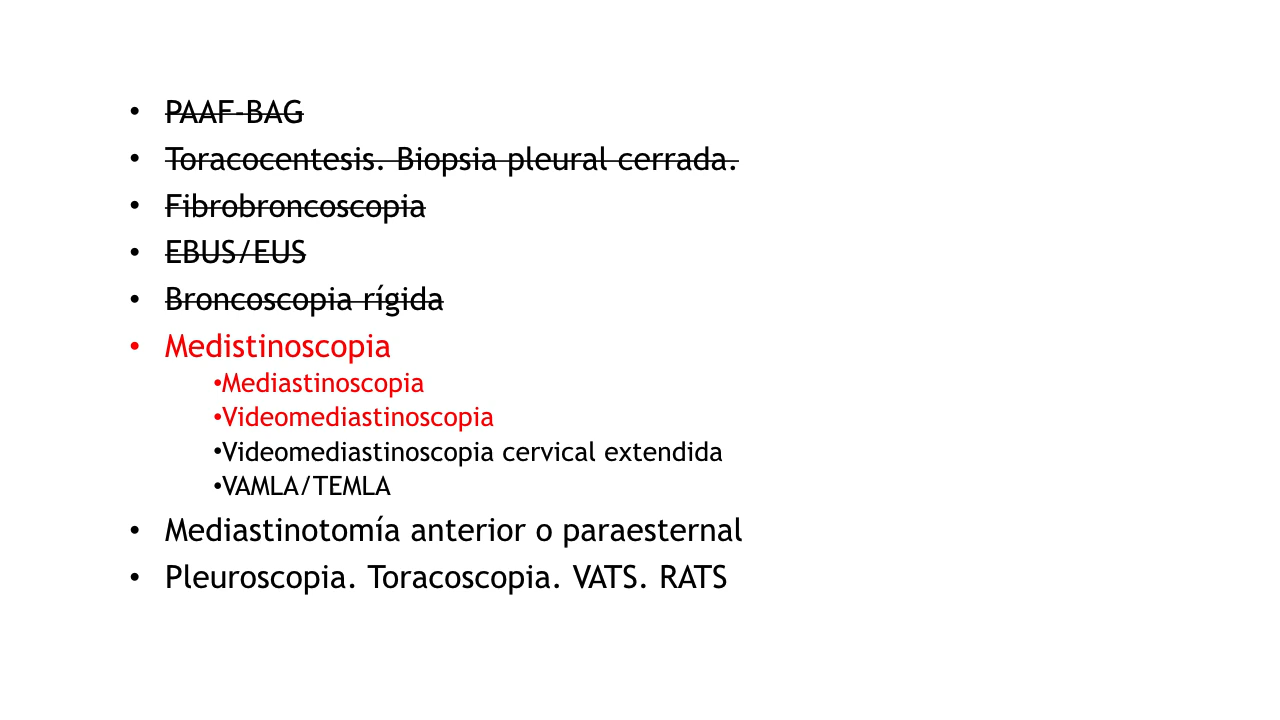 • PAAF-BAG
• Toracocentesis. Biopsia pleural cerrada.
• Fibrobroncoscopia
• EBUS/EUS
• Broncoscopia rígida
• Medistinoscopia
•Mediastinoscopia
•Videomediastinoscopia
•Videomediastinoscopia cervical extendida
•VAMLA/TEMLA
• Mediastinotomía anterior o paraesternal
• Pleuroscopia. Toracoscopia. VATS. RATS